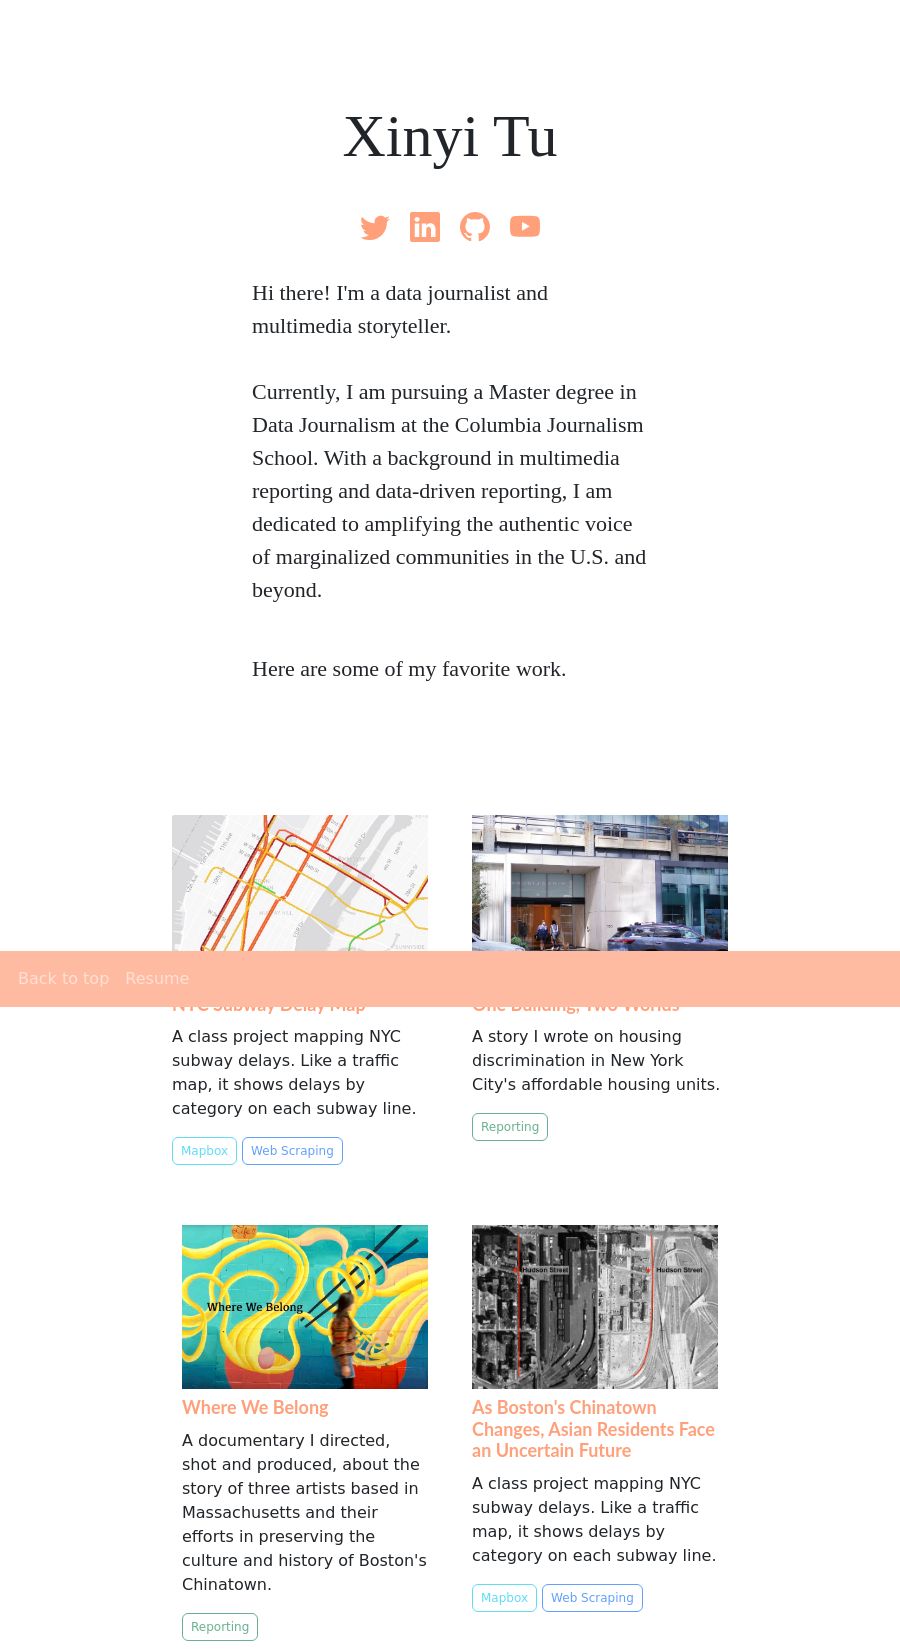 Xinyi Tu
Hi there! I'm a data journalist and
multimedia storyteller.
Currently, I am pursuing a Master degree in
Data Journalism at the Columbia Journalism
School. With a background in multimedia
reporting and data-driven reporting, I am
dedicated to amplifying the authentic voice
of marginalized communities in the U.S. and
beyond.
Here are some of my favorite work.
Back to top Resume
NYC Subway Delay Map
A class project mapping NYC
subway delays. Like a traffic
map, it shows delays by
category on each subway line.
Mapbox Web Scraping
One Building, Two Worlds
A story I wrote on housing
discrimination in New York
City's affordable housing units.
Reporting
Where We Belong
Where We Belong
A documentary I directed,
shot and produced, about the
story of three artists based in
Massachusetts and their
efforts in preserving the
culture and history of Boston's
Chinatown.
Reporting
Hudson Street Hudson Street
As Boston's Chinatown
Changes, Asian Residents Face
an Uncertain Future
A class project mapping NYC
subway delays. Like a traffic
map, it shows delays by
category on each subway line.
Mapbox Web Scraping